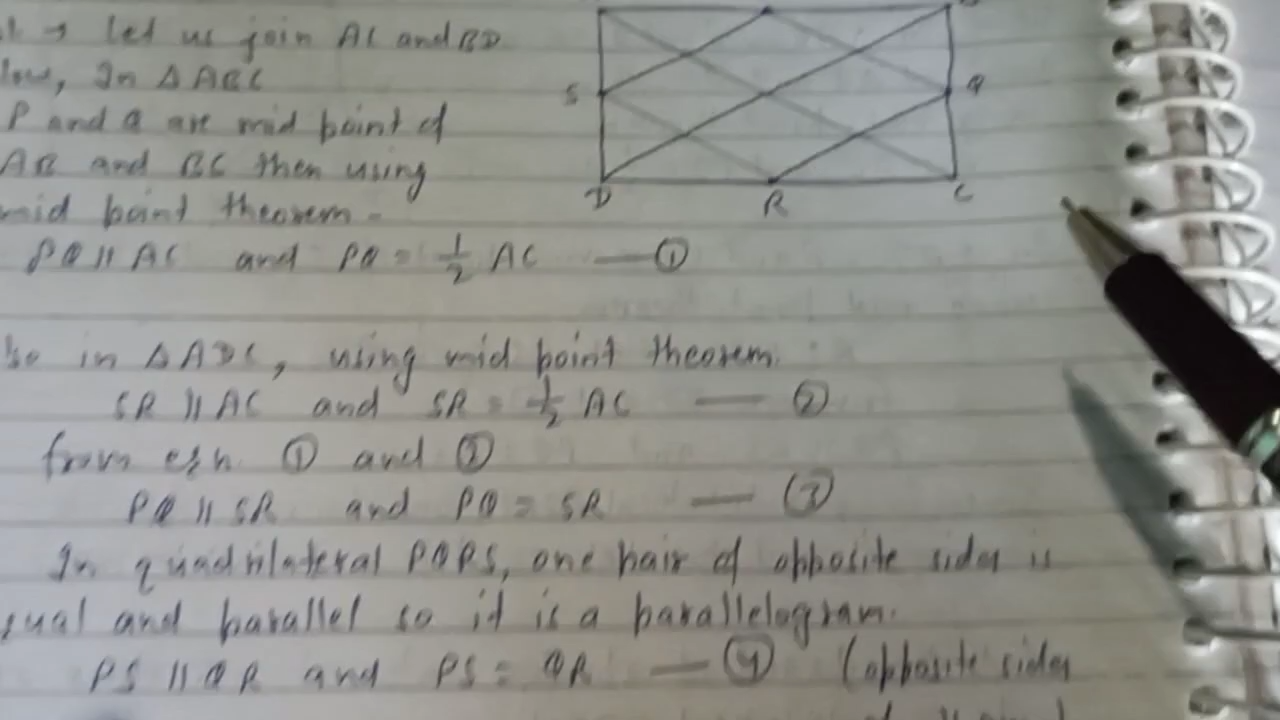 let us join AC and BD
In △ ABC
S
Q
P and Q are mid point of
AB and BC then using
D
R
C
mid point theorem.
PQ || AC and PQ = 1/2 AC — ①
so in △ ADC, using mid point theorem.
SR || AC and SR = 1/2 AC — ②
from eqn. ① and ②
PQ || SR and PQ = SR — ③
In quadrilateral PQRS, one pair of opposite sides is
qual and parallel so it is a parallelogram.
PS || QR and PS = QR — ④ (opposite sides